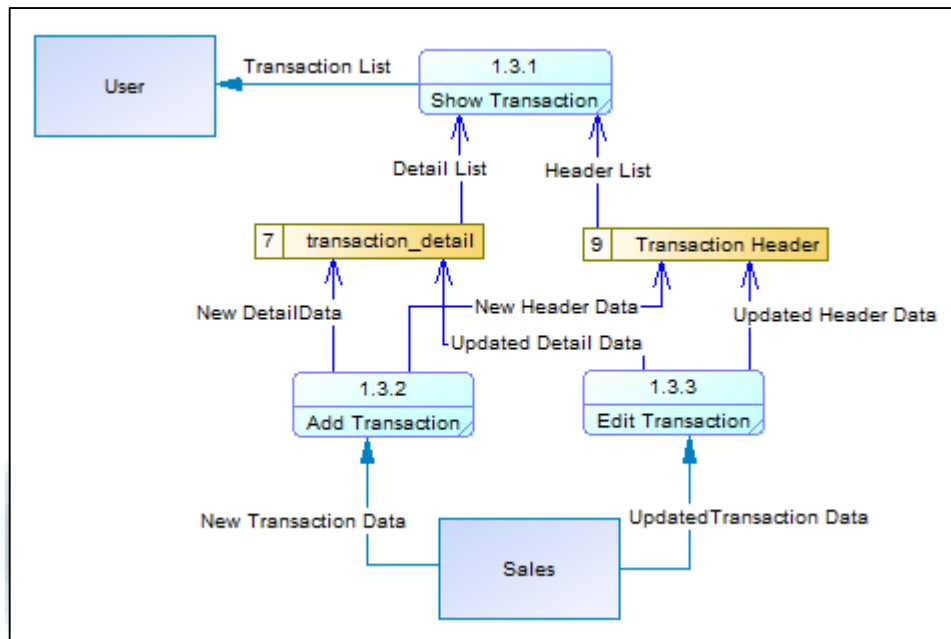 User
Transaction List
1.3.1
Show Transaction
Detail List
Header List
7
transaction_detail
9
Transaction Header
New DetailData
New Header Data
Updated Header Data
Updated Detail Data
1.3.2
Add Transaction
1.3.3
Edit Transaction
New Transaction Data
UpdatedTransaction Data
Sales